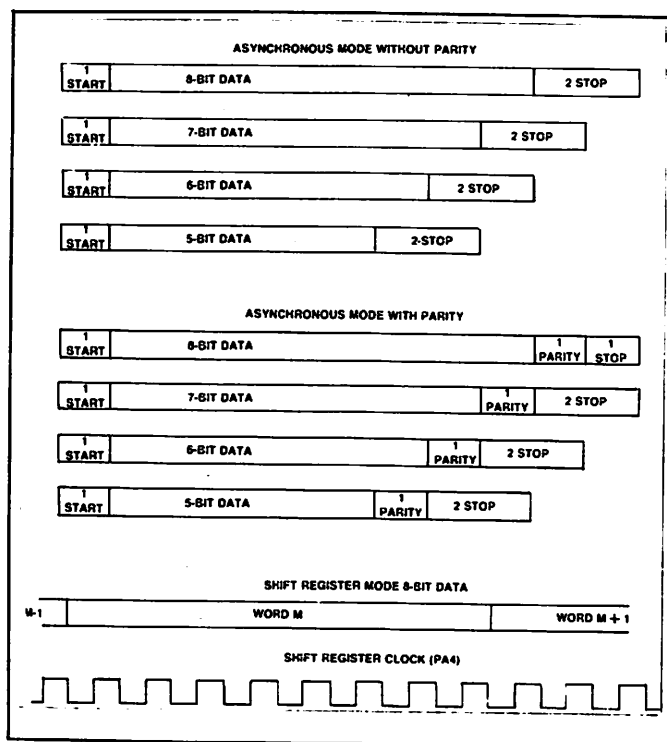 ASYNCHRONOUS MODE WITHOUT PARITY
1 START 8-BIT DATA 2 STOP
1 START 7-BIT DATA 2 STOP
1 START 6-BIT DATA 2 STOP
1 START 5-BIT DATA 2-STOP
ASYNCHRONOUS MODE WITH PARITY
1 START 8-BIT DATA 1 PARITY 1 STOP
1 START 7-BIT DATA 1 PARITY 2 STOP
1 START 6-BIT DATA 1 PARITY 2 STOP
1 START 5-BIT DATA 1 PARITY 2 STOP
SHIFT REGISTER MODE 8-BIT DATA
M-1 WORD M WORD M + 1
SHIFT REGISTER CLOCK (PA4)